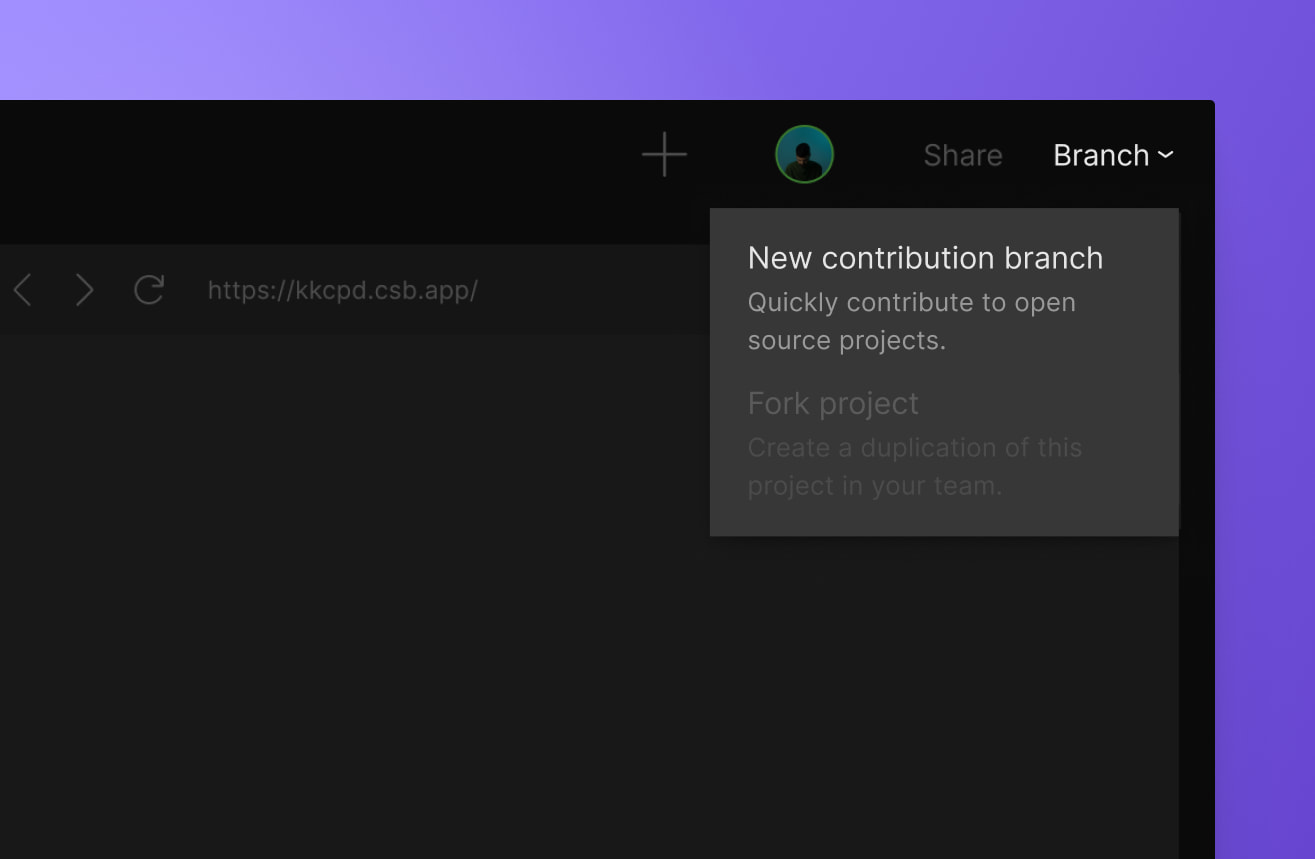 Share
Branch
https://kkcpd.csb.app/
New contribution branch
Quickly contribute to open
source projects.
Fork project
Create a duplication of this
project in your team.